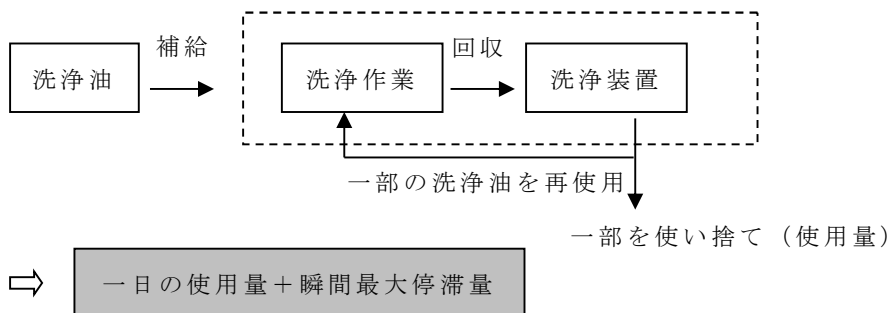 補給
回収
洗浄油
洗浄作業
洗浄装置
一部の洗浄油を再使用
一部を使い捨て（使用量）
一日の使用量＋瞬間最大停滞量